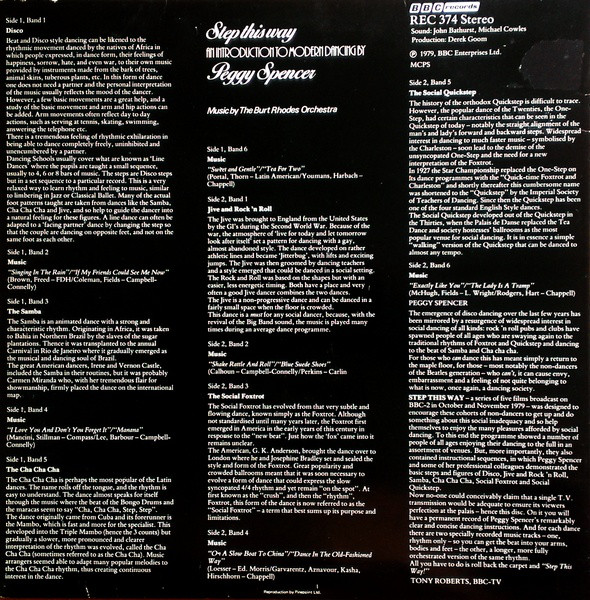 Side 1, Band 1
Disco
Beat and Disco style dancing can be likened to the
rhythmic movement danced by the natives of Africa in
which people expressed, in dance form, their feelings of
happiness, sorrow, hate, and even war, to their own music
provided by instruments made from the bark of trees,
animal skins, tuberous plants, etc. In this form of dance
one does not need a partner and the personal interpretation
of the music usually reflects the mood of the dancer.
However, a few basic movements are a great help, and a
study of the basic movement and arm and hip actions can
be added. Arm movements often reflect day to day
actions, such as serving at tennis, skating, swimming,
answering the telephone etc.
There is a tremendous feeling of rhythmic exhilaration in
being able to dance completely freely, uninhibited and
unencumbered by a partner.
Dancing Schools usually cover what are known as 'Line
Dances' where the pupils are taught a small sequence,
usually to 4, 6 or 8 bars of music. The steps are Disco steps
but in a set sequence to a particular record. This is a very
relaxed way to learn rhythm and feeling to music, similar
to limbering in Jazz or Classical Ballet. Many of the actual
foot patterns taught are taken from dances like the Samba,
Cha Cha Cha and Jive, and so help to guide the dancer into
a natural feeling for these figures. A line dance can often be
adapted to a 'facing partner' dance by changing the step so
that the couple are dancing on opposite feet, and not on the
same foot as each other.
Side 1, Band 2
Music
"Singing In The Rain"/"If My Friends Could See Me Now"
(Brown, Freed – FDH/Coleman, Fields – Campbell-
Connelly)
Side 1, Band 3
The Samba
The Samba is an animated dance with a strong and
characteristic rhythm. Originating in Africa, it was taken
to Bahia in Northern Brazil by the slaves of the sugar
plantations. Thence it was transplanted to the annual
Carnival in Rio de Janeiro where it gradually emerged as
the musical and dancing soul of Brazil.
The great American dancers, Irene and Vernon Castle,
included the Samba in their routines, but it was probably
Carmen Miranda who, with her tremendous flair for
showmanship, firmly placed the dance on the international
map.
Side 1, Band 4
Music
"I Love You And Don't You Forget It"/"Manana"
(Mancini, Stillman – Compass/Lee, Barbour – Campbell-
Connelly)
Side 1, Band 5
The Cha Cha Cha
The Cha Cha Cha is perhaps the most popular of the Latin
dances. The name rolls off the tongue, and the rhythm is
easy to understand. The dance almost speaks for itself
through the music where the beat of the Bongo Drums and
the maracas seem to say "Cha, Cha Cha, Step, Step".
The dance originally came from Cuba and its forerunner is
the Mambo, which is fast and more for the specialist. This
developed into the Triple Mambo (hence the 3 counts) but
gradually a slower, more pronounced and clearer
interpretation of the rhythm was evolved, called the Cha
Cha Cha (sometimes referred to as the Cha Cha). Music
arrangers seemed able to adapt many popular melodies to
the Cha Cha Cha rhythm, thus creating continuous
interest in the dance.
Step this way
AN INTRODUCTION TO MODERN DANCING BY
Peggy Spencer
Music by The Burt Rhodes Orchestra
Side 1, Band 6
Music
"Sweet and Gentle"/"Tea For Two"
(Portal, Thorn – Latin American/Youmans, Harbach –
Chappell)
Side 2, Band 1
Jive and Rock 'n Roll
The Jive was brought to England from the United States
by the GI's during the Second World War. Because of the
war, the atmosphere of 'live for today and let tomorrow
look after itself' set a pattern for dancing with a gay,
almost abandoned style. The dance developed on rather
athletic lines and became 'jitterbug', with lifts and exciting
jumps. The Jive was then groomed by dancing teachers
and a style emerged that could be danced in a social setting.
The Rock and Roll was based on the shapes but with an
easier, less energetic timing. Both have a place and very
often a good Jive dancer combines the two dances.
The Jive is a non-progressive dance and can be danced in a
fairly small space when the floor is crowded.
This dance is a must for any social dancer, because, with the
revival of the Big Band sound, the music is played many
times during an average dance programme.
Side 2, Band 2
Music
"Shake Rattle And Roll"/"Blue Suede Shoes"
(Calhoun – Campbell-Connelly/Perkins – Carlin
Side 2, Band 3
The Social Foxtrot
The Social Foxtrot has evolved from that very subtle and
flowing dance, known simply as the Foxtrot. Although
not standardised until many years later, the Foxtrot first
emerged in America in the early years of this century in
response to the "new beat". Just how the 'fox' came into it
remains unclear.
The American, G. K. Anderson, brought the dance over to
London where he and Josephine Bradley set and sealed the
style and form of the Foxtrot. Great popularity and
crowded ballrooms meant that it was soon necessary to
evolve a form of dance that could express the slow
syncopated 4/4 rhythm and yet remain "on the spot". At
first known as the "crush", and then the "rhythm",
Foxtrot, this form of the dance is now referred to as the
"Social Foxtrot" – a term that best sums up its purpose and
limitations.
Side 2, Band 4
Music
"On A Slow Boat To China"/"Dance In The Old-Fashioned
Way"
(Loesser – Ed. Morris/Garvarentz, Aznavour, Kasha,
Hirschhorn – Chappell)
Reproduction by Firepoint Ltd.
BBC records
REC 374 Stereo
Sound: John Bathurst, Michael Cowles
Production: Derek Goom
℗ 1979, BBC Enterprises Ltd.
MCPS
Side 2, Band 5
The Social Quickstep
The history of the orthodox Quickstep is difficult to trace.
However, the popular dance of the Twenties, the One-
Step, had certain characteristics that can be seen in the
Quickstep of today – notably the straight alignment of the
man's and lady's forward and backward steps. Widespread
interest in dancing to much faster music – symbolised by
the Charleston – soon lead to the demise of the
unsyncopated One-Step and the need for a new
interpretation of the Foxtrot.
In 1927 the Star Championship replaced the One-Step on
its dance programmes with the "Quick-time Foxtrot and
Charleston" and shortly thereafter this cumbersome name
was shortened to the "Quickstep" by the Imperial Society
of Teachers of Dancing. Since then the Quickstep has been
one of the four standard English Style dances.
The Social Quickstep developed out of the Quickstep in
the Thirties, when the Palais de Danse replaced the Tea
Dance and society hostesses' ballrooms as the most
popular venue for social dancing. It is in essence a simple
"walking" version of the Quickstep that can be danced to
almost any tempo.
Side 2, Band 6
Music
"Exactly Like You"/"The Lady Is A Tramp"
(McHugh, Fields – L. Wright/Rodgers, Hart – Chappell)
PEGGY SPENCER
The emergence of disco dancing over the last few years has
been mirrored by a resurgence of widespread interest in
social dancing of all kinds: rock 'n roll pubs and clubs have
spawned people of all ages who are swaying again to the
traditional rhythms of Foxtrot and Quickstep and dancing
to the beat of Samba and Cha cha cha.
For those who can dance this has meant simply a return to
the maple floor, for those – most notably the non-dancers
of the Beatles generation – who can't, it can cause envy,
embarrassment and a feeling of not quite belonging to
what is now, once again, a dancing society.
STEP THIS WAY – a series of five films broadcast on
BBC-2 in October and November 1979 – was designed to
encourage these cohorts of non-dancers to get up and do
something about this social inadequacy and so help
themselves to enjoy the many pleasures afforded by social
dancing. To this end the programme showed a number of
people of all ages enjoying their dancing to the full in an
assortment of venues. But, more importantly, they also
contained instructional sequences, in which Peggy Spencer
and some of her professional colleagues demonstrated the
basic steps and figures of Disco, Jive and Rock 'n Roll,
Samba, Cha Cha Cha, Social Foxtrot and Social
Quickstep.
Now no-one could conceivably claim that a single T.V.
transmission would be adequate to ensure its viewers
perfection at the palais – hence this disc. On it you will
have a permanent record of Peggy Spencer's remarkably
clear and concise dancing instructions. And for each dance
there are two specially recorded music tracks – one,
rhythm only – so you can get the beat into your arms,
bodies and feet – the other, a longer, more fully
orchestrated version of the same rhythm.
All you have to do is roll back the carpet and "Step This
Way!"
TONY ROBERTS, BBC-TV